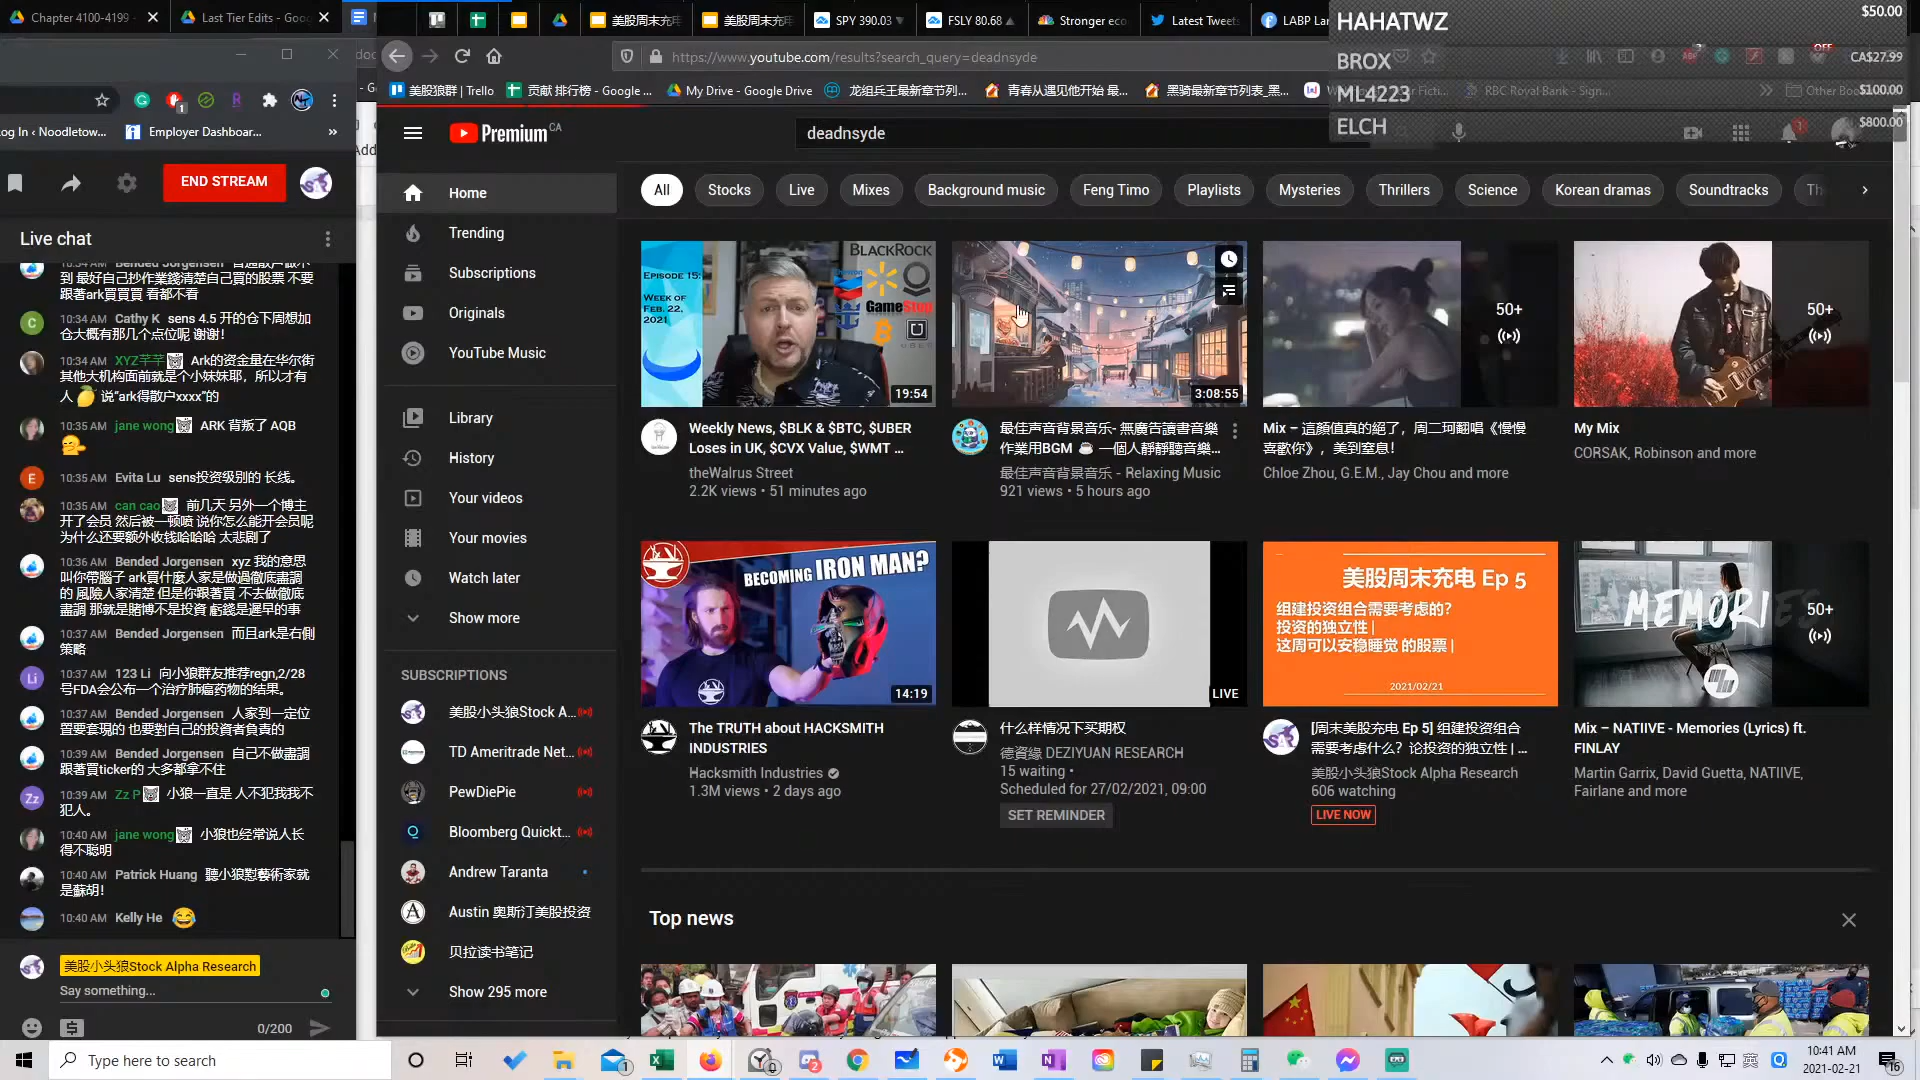 Chapter 4100-4199
Last Tier Edits - Goo
美股周末充电
美股周末充电
SPY 390.03
FSLY 80.68
Stronger eco
Latest Tweets
LABP Lar
HAHATWZ
$50.00
BROX
CA$27.99
ML4223
$100.00
ELCH
$800.00
https://www.youtube.com/results?search_query=deadnsyde
OFF
美股狼群 | Trello
贡献 排行榜 - Google ...
My Drive - Google Drive
龙组兵王最新章节列...
青春从遇见他开始 最...
黑骑最新章节列表_黑...
RBC Royal Bank - Sign...
Other Boo
og In ‹ Noodletow...
Employer Dashboar...
END STREAM
Live chat
到 最好自己抄作業錢清楚自己買的股票 不要
跟著ark買買買 看都不看
10:34 AM Cathy K sens 4.5 开的仓下周想加
仓大概有那几个点位呢 谢谢!
10:34 AM XYZ芊芊 Ark的资金量在华尔街
其他大机构面前就是个小妹妹耶，所以才有
人 说“ark得散户xxxx”的
10:35 AM jane wong ARK 背叛了 AQB
10:35 AM Evita Lu sens投资级别的 长线。
10:35 AM can cao 前几天 另外一个博主
开了会员 然后被一顿喷 说你怎么能开会员呢
为什么还要额外收钱哈哈哈 太悲剧了
10:36 AM Bended Jorgensen xyz 我的意思
叫你帶腦子 ark買什麼人家是做過徹底盡調
的 風險人家清楚 但是你跟著買 不去做徹底
盡調 那就是賭博不是投資 虧錢是遲早的事
10:37 AM Bended Jorgensen 而且ark是右側
策略
10:37 AM 123 Li 向小狼群友推荐regn,2/28
号FDA会公布一个治疗肺癌药物的结果。
10:37 AM Bended Jorgensen 人家到一定位
置要套現的 也要對自己的投資者負責的
10:39 AM Bended Jorgensen 自己不做盡調
跟著買ticker的 大多都拿不住
10:39 AM Zz P 小狼一直是 人不犯我我不
犯人。
10:40 AM jane wong 小狼也经常说人长
得不聪明
10:40 AM Patrick Huang 聽小狼懟藝術家就
是蘇胡!
10:40 AM Kelly He
美股小头狼Stock Alpha Research
Say something...
0/200
Premium CA
deadnsyde
Home
Trending
Subscriptions
Originals
YouTube Music
Library
History
Your videos
Your movies
Watch later
Show more
SUBSCRIPTIONS
美股小头狼Stock A...
TD Ameritrade Net...
PewDiePie
Bloomberg Quickt...
Andrew Taranta
Austin 奥斯汀美股投资
贝拉读书笔记
Show 295 more
All
Stocks
Live
Mixes
Background music
Feng Timo
Playlists
Mysteries
Thrillers
Science
Korean dramas
Soundtracks
Episode 15:
Week of
Feb. 22,
2021
BlackRock
GameStop
19:54
Weekly News, $BLK & $BTC, $UBER
Loses in UK, $CVX Value, $WMT ...
theWalrus Street
2.2K views • 51 minutes ago
3:08:55
最佳声音背景音乐- 無廣告讀書音樂
作業用BGM ☕ 一個人靜靜聽音樂...
最佳声音背景音乐 - Relaxing Music
921 views • 5 hours ago
50+
Mix – 這顏值真的絕了，周二珂翻唱《慢慢
喜歡你》，美到窒息!
Chloe Zhou, G.E.M., Jay Chou and more
50+
My Mix
CORSAK, Robinson and more
BECOMING IRON MAN?
14:19
The TRUTH about HACKSMITH
INDUSTRIES
Hacksmith Industries
1.3M views • 2 days ago
LIVE
什么样情况下买期权
德資緣 DEZIYUAN RESEARCH
15 waiting •
Scheduled for 27/02/2021, 09:00
SET REMINDER
美股周末充电 Ep 5
组建投资组合需要考虑的?
投资的独立性 |
这周可以安稳睡觉 的股票 |
2021/02/21
[周末美股充电 Ep 5] 组建投资组合
需要考虑什么? 论投资的独立性 | ...
美股小头狼Stock Alpha Research
606 watching
LIVE NOW
MEMORIES
50+
Mix – NATIIVE - Memories (Lyrics) ft.
FINLAY
Martin Garrix, David Guetta, NATIIVE,
Fairlane and more
Top news
Type here to search
英
10:41 AM
2021-02-21
16